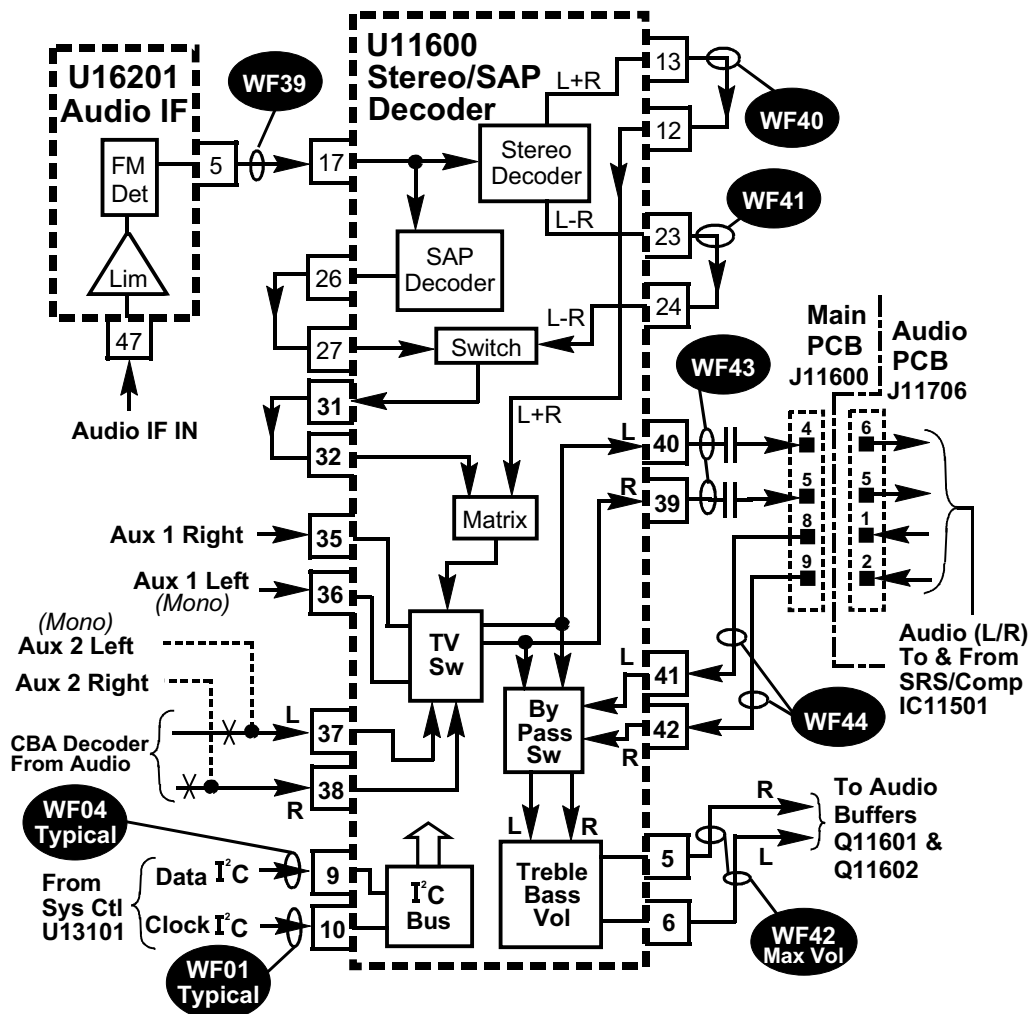 U16201
Audio IF
FM
Det
Lim
5
47
Audio IF IN
WF39
U11600
Stereo/SAP
Decoder
17
L+R
Stereo
Decoder
L-R
SAP
Decoder
13
12
WF40
23
24
WF41
26
27
L-R
Switch
31
32
L+R
Matrix
L
40
R
39
WF43
Main
PCB
J11600
Audio
PCB
J11706
4
5
8
9
6
5
1
2
Audio (L/R)
To & From
SRS/Comp
IC11501
Aux 1 Right
35
Aux 1 Left
(Mono)
36
(Mono)
Aux 2 Left
Aux 2 Right
TV
Sw
L
41
R
42
WF44
By
Pass
Sw
CBA Decoder
From Audio
L
37
R
38
WF04
Typical
From
Sys Ctl
U13101
Data I²C
9
Clock I²C
10
WF01
Typical
I²C
Bus
L
R
Treble
Bass
Vol
5
6
R
L
To Audio
Buffers
Q11601 &
Q11602
WF42
Max Vol